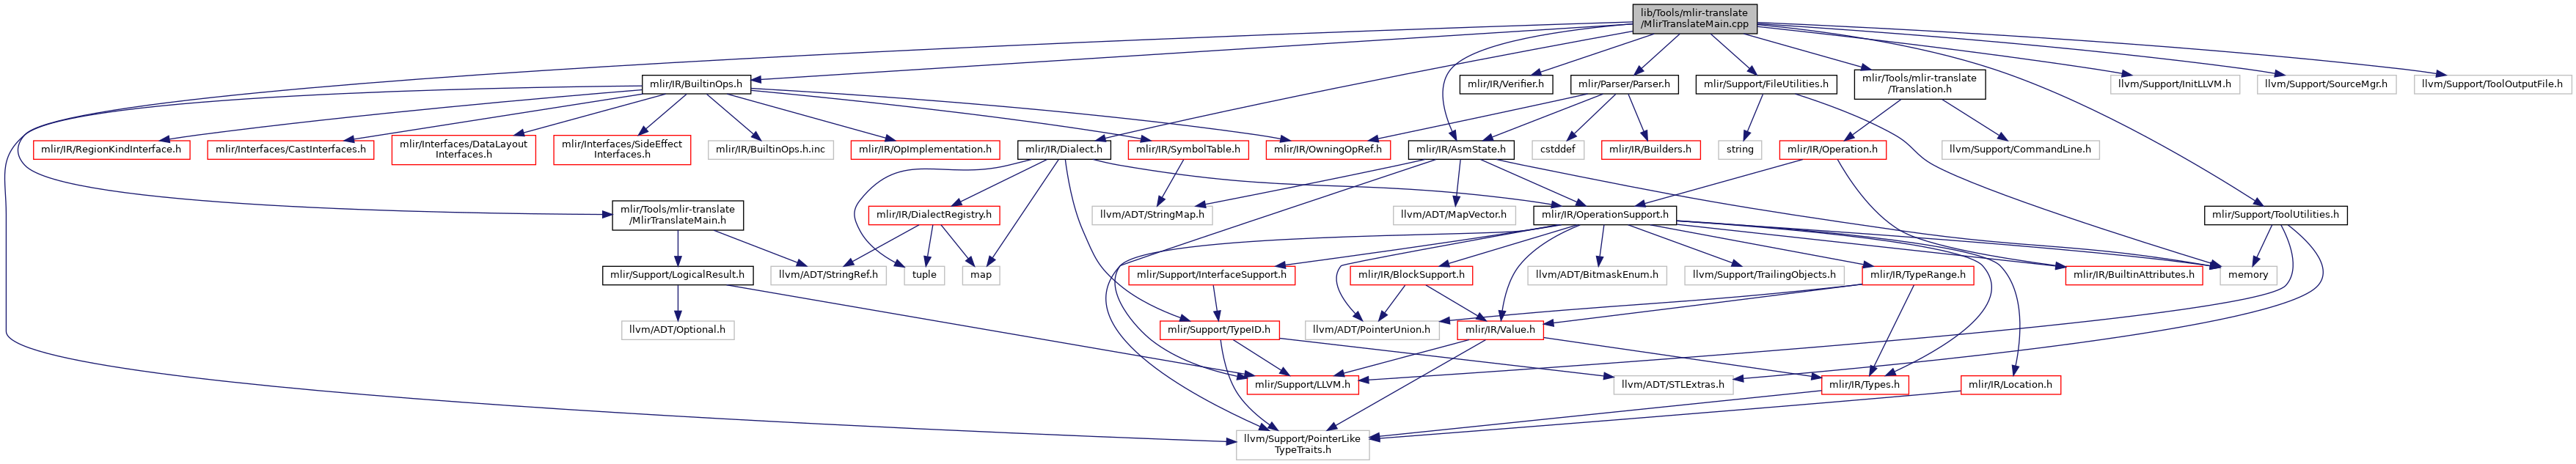 lib/Tools/mlir-translate
/MlirTranslateMain.cpp
mlir/IR/BuiltinOps.h
mlir/IR/Verifier.h
mlir/Parser/Parser.h
mlir/Support/FileUtilities.h
mlir/Tools/mlir-translate
/Translation.h
llvm/Support/InitLLVM.h
llvm/Support/SourceMgr.h
llvm/Support/ToolOutputFile.h
mlir/IR/RegionKindInterface.h
mlir/Interfaces/CastInterfaces.h
mlir/Interfaces/DataLayout
Interfaces.h
mlir/Interfaces/SideEffect
Interfaces.h
mlir/IR/BuiltinOps.h.inc
mlir/IR/OpImplementation.h
mlir/IR/Dialect.h
mlir/IR/SymbolTable.h
mlir/IR/OwningOpRef.h
mlir/IR/AsmState.h
cstddef
mlir/IR/Builders.h
string
mlir/IR/Operation.h
llvm/Support/CommandLine.h
mlir/Tools/mlir-translate
/MlirTranslateMain.h
mlir/IR/DialectRegistry.h
llvm/ADT/StringMap.h
llvm/ADT/MapVector.h
mlir/IR/OperationSupport.h
mlir/Support/ToolUtilities.h
mlir/Support/LogicalResult.h
llvm/ADT/StringRef.h
tuple
map
mlir/Support/InterfaceSupport.h
mlir/IR/BlockSupport.h
llvm/ADT/BitmaskEnum.h
llvm/Support/TrailingObjects.h
mlir/IR/TypeRange.h
mlir/IR/BuiltinAttributes.h
memory
llvm/ADT/Optional.h
mlir/Support/TypeID.h
llvm/ADT/PointerUnion.h
mlir/IR/Value.h
mlir/Support/LLVM.h
llvm/ADT/STLExtras.h
mlir/IR/Types.h
mlir/IR/Location.h
llvm/Support/PointerLike
TypeTraits.h